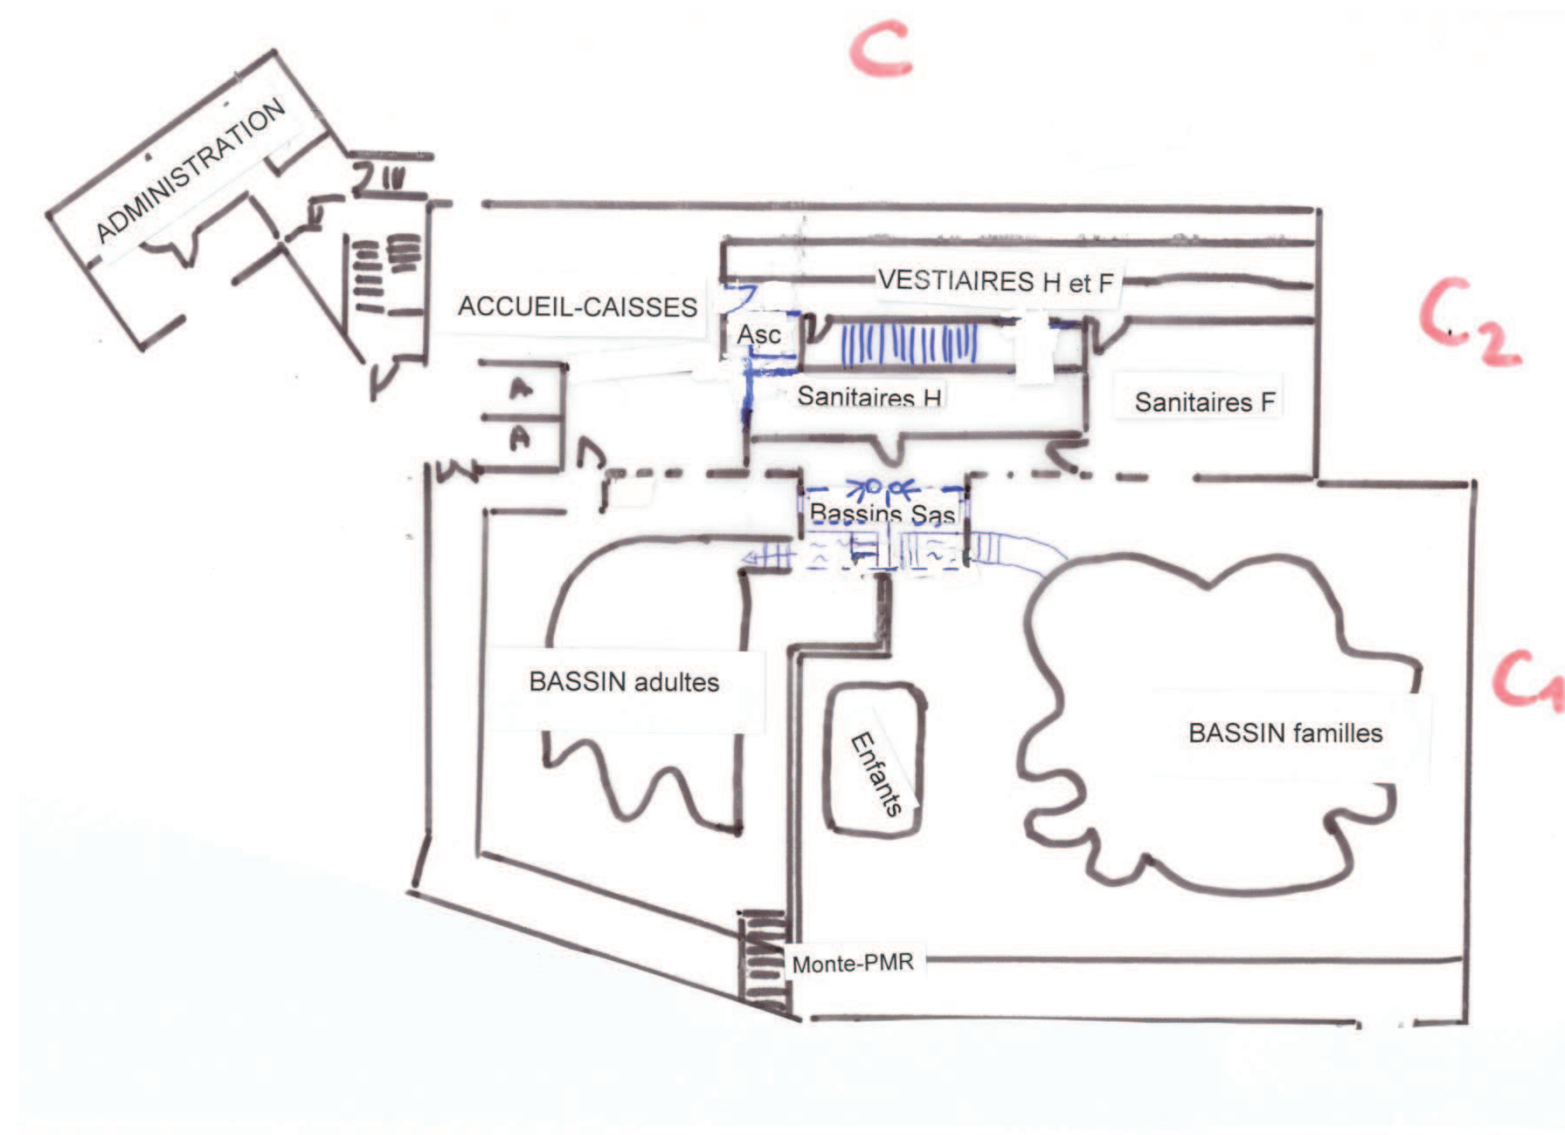 C
ADMINISTRATION
VESTIAIRES H et F
ACCUEIL-CAISSES
C2
Asc
A
Sanitaires H
Sanitaires F
A
Bassins Sas
BASSIN adultes
C1
BASSIN familles
Enfants
Monte-PMR